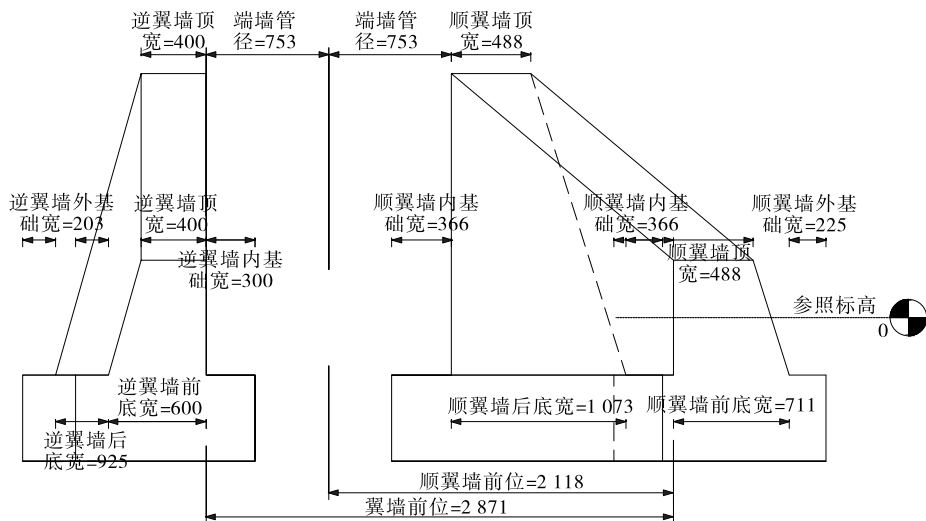 逆翼墙顶
宽=400
端墙管
径=753
端墙管
径=753
顺翼墙顶
宽=488
逆翼墙外基
础宽=203
逆翼墙顶
宽=400
逆翼墙内基
础宽=300
顺翼墙内基
础宽=366
顺翼墙内基
础宽=366
顺翼墙顶
宽=488
顺翼墙外基
础宽=225
参照标高
0
逆翼墙前
底宽=600
逆翼墙后
底宽=925
顺翼墙后底宽=1 073
顺翼墙前底宽=711
顺翼墙前位=2 118
翼墙前位=2 871